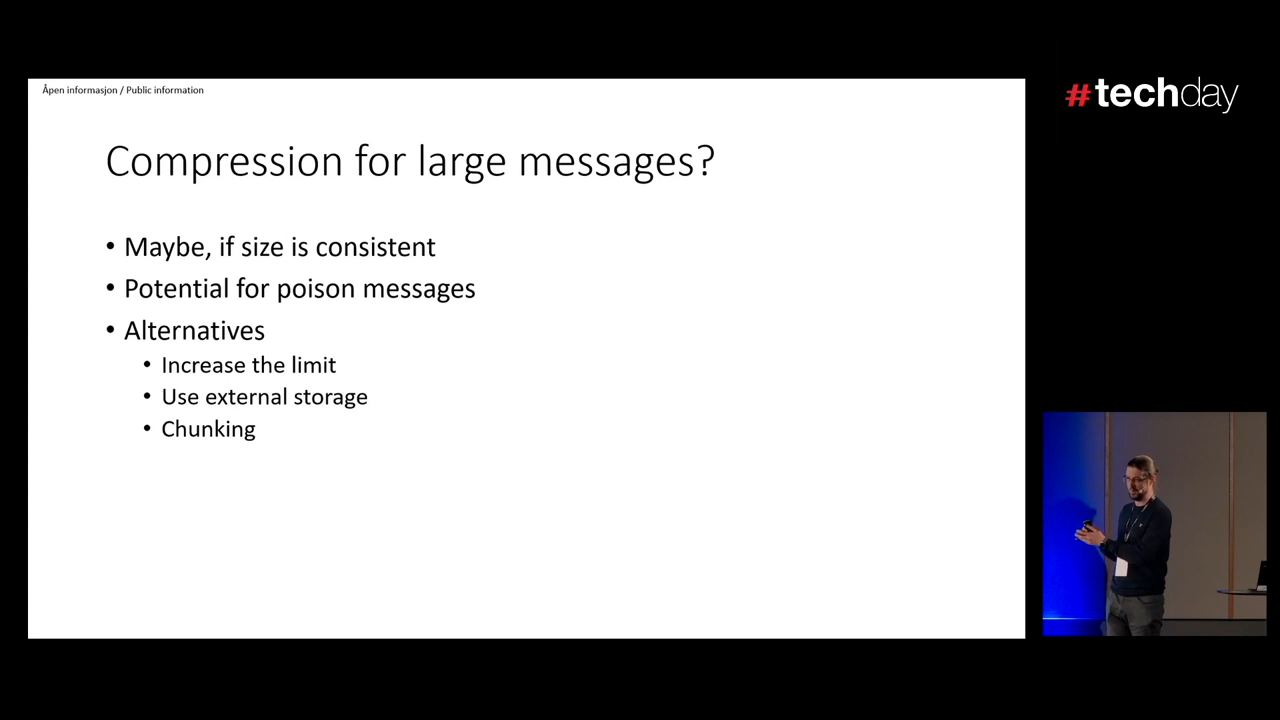 Åpen informasjon / Public information
#techday
Compression for large messages?
• Maybe, if size is consistent
• Potential for poison messages
• Alternatives
• Increase the limit
• Use external storage
• Chunking